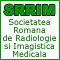 SRRIM
Societatea
Romana
de Radiologie
si Imagistica
Medicala